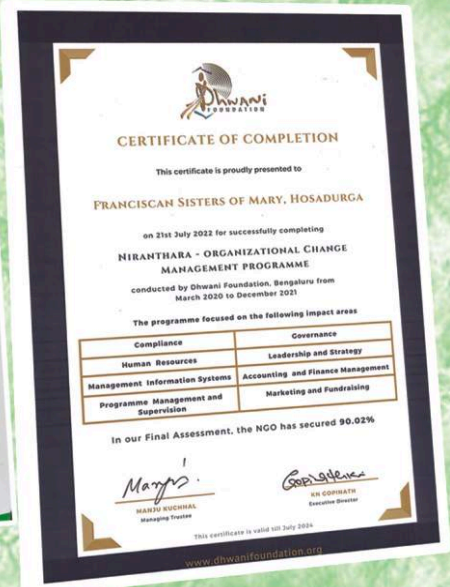 Dhwani
FOUNDATION
CERTIFICATE OF COMPLETION
This certificate is proudly presented to
FRANCISCAN SISTERS OF MARY, HOSADURGA
on 21st July 2022 for successfully completing
NIRANTHARA - ORGANIZATIONAL CHANGE
MANAGEMENT PROGRAMME
conducted by Dhwani Foundation, Bengaluru from
March 2020 to December 2021
The programme focused on the following impact areas
Compliance
Governance
Human Resources
Leadership and Strategy
Management Information Systems
Accounting and Finance Management
Programme Management and
Supervision
Marketing and Fundraising
In our Final Assessment, the NGO has secured 90.02%
MANJU KUCHHAL
Managing Trustee
KN GOPINATH
Executive Director
This certificate is valid till July 2024
www.dhwanifoundation.org